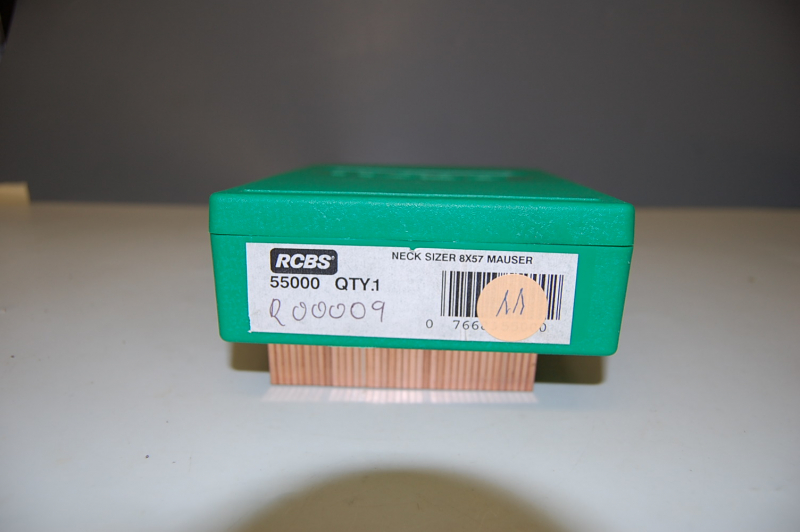 RCBS
NECK SIZER 8X57 MAUSER
55000 QTY.1
R00009
11